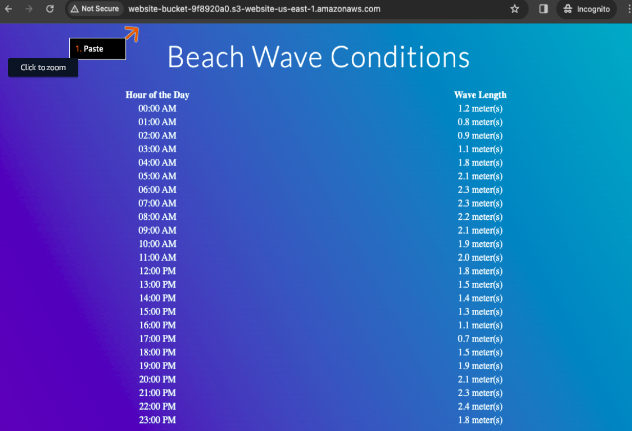 Not Secure website-bucket-9f8920a0.s3-website-us-east-1.amazonaws.com Incognito
1. Paste
Click to zoom
Beach Wave Conditions
Hour of the Day Wave Length
00:00 AM 1.2 meter(s)
01:00 AM 0.8 meter(s)
02:00 AM 0.9 meter(s)
03:00 AM 1.1 meter(s)
04:00 AM 1.8 meter(s)
05:00 AM 2.1 meter(s)
06:00 AM 2.3 meter(s)
07:00 AM 2.3 meter(s)
08:00 AM 2.2 meter(s)
09:00 AM 2.1 meter(s)
10:00 AM 1.9 meter(s)
11:00 AM 2.0 meter(s)
12:00 PM 1.8 meter(s)
13:00 PM 1.5 meter(s)
14:00 PM 1.4 meter(s)
15:00 PM 1.3 meter(s)
16:00 PM 1.1 meter(s)
17:00 PM 0.7 meter(s)
18:00 PM 1.5 meter(s)
19:00 PM 1.9 meter(s)
20:00 PM 2.1 meter(s)
21:00 PM 2.3 meter(s)
22:00 PM 2.4 meter(s)
23:00 PM 1.8 meter(s)